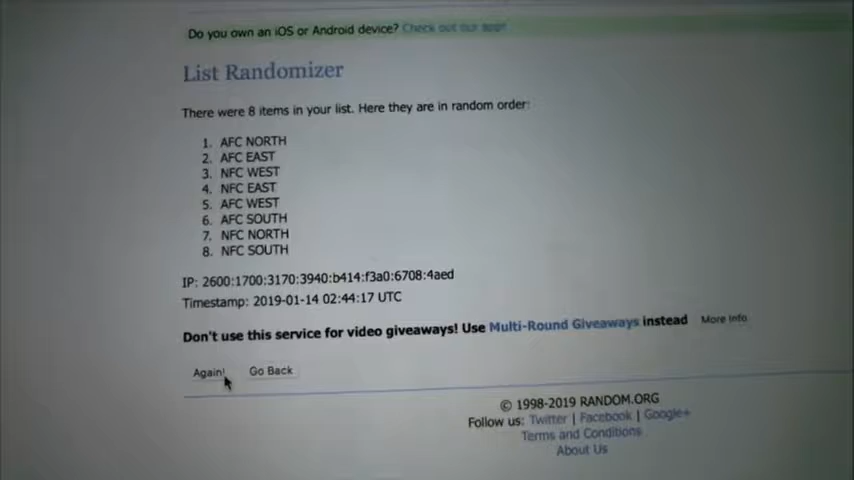 Do you own an iOS or Android device? Check out our app!
List Randomizer
There were 8 items in your list. Here they are in random order:
1. AFC NORTH
2. AFC EAST
3. NFC WEST
4. NFC EAST
5. AFC WEST
6. AFC SOUTH
7. NFC NORTH
8. NFC SOUTH
IP: 2600:1700:3170:3940:b414:f3a0:6708:4aed
Timestamp: 2019-01-14 02:44:17 UTC
Don't use this service for video giveaways! Use Multi-Round Giveaways instead More Info
Again! Go Back
© 1998-2019 RANDOM.ORG
Follow us: Twitter | Facebook | Google+
Terms and Conditions
About Us